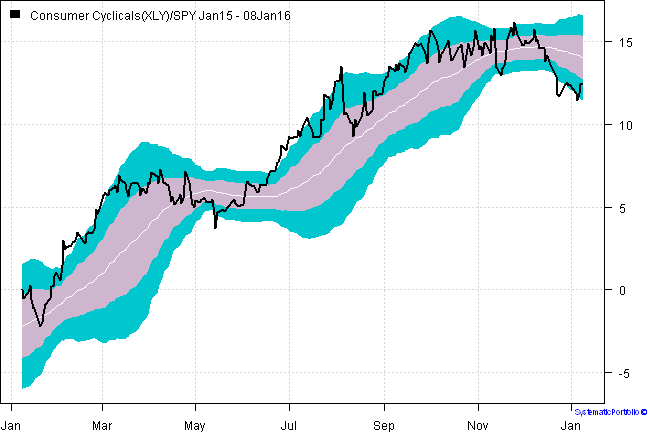 Consumer Cyclicals(XLY)/SPY Jan15 - 08Jan16
15
10
5
0
-5
Jan
Mar
May
Jul
Sep
Nov
Jan
SystematicPortfolio ©